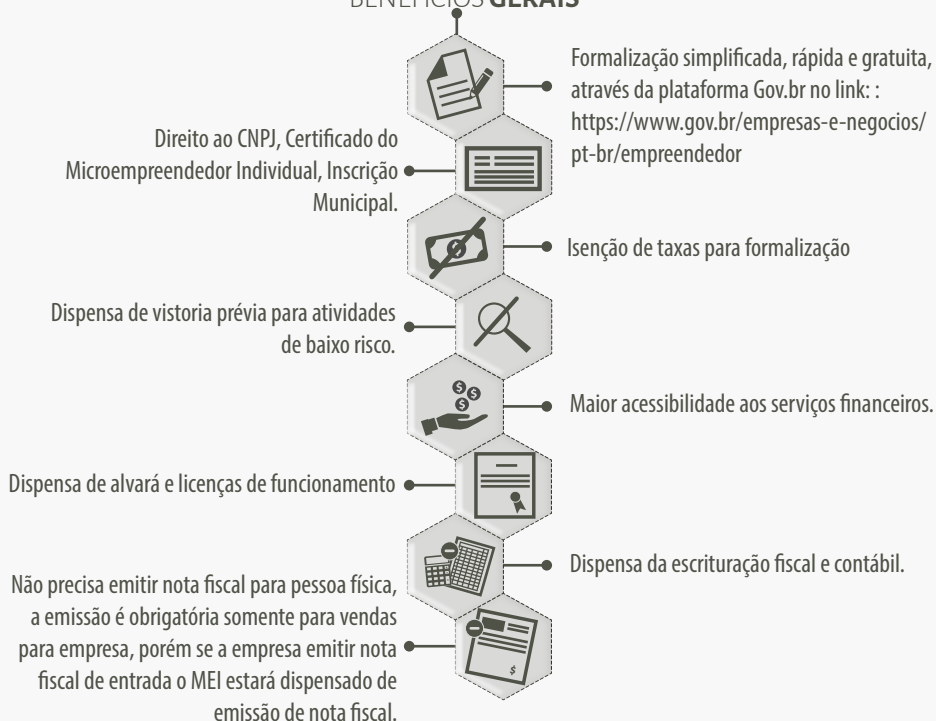 BENEFÍCIOS GERAIS
Formalização simplificada, rápida e gratuita,
através da plataforma Gov.br no link: :
https://www.gov.br/empresas-e-negocios/
pt-br/empreendedor
Direito ao CNPJ, Certificado do
Microempreendedor Individual, Inscrição
Municipal.
Isenção de taxas para formalização
Dispensa de vistoria prévia para atividades
de baixo risco.
Maior acessibilidade aos serviços financeiros.
Dispensa de alvará e licenças de funcionamento
Dispensa da escrituração fiscal e contábil.
Não precisa emitir nota fiscal para pessoa física,
a emissão é obrigatória somente para vendas
para empresa, porém se a empresa emitir nota
fiscal de entrada o MEI estará dispensado de
emissão de nota fiscal.